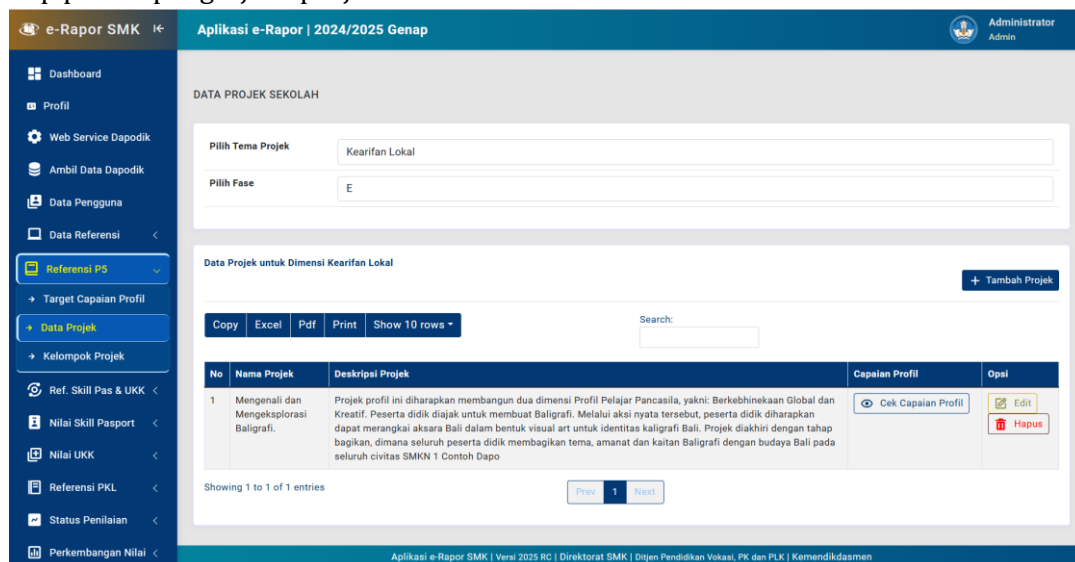 e-Rapor SMK
Aplikasi e-Rapor | 2024/2025 Genap
Administrator
Admin
Dashboard
Profil
Web Service Dapodik
Ambil Data Dapodik
Data Pengguna
Data Referensi
Referensi P5
Target Capaian Profil
Data Projek
Kelompok Projek
Ref. Skill Pas & UKK
Nilai Skill Pasport
Nilai UKK
Referensi PKL
Status Penilaian
Perkembangan Nilai
DATA PROJEK SEKOLAH
Pilih Tema Projek
Kearifan Lokal
Pilih Fase
E
Data Projek untuk Dimensi Kearifan Lokal
+ Tambah Projek
Copy Excel Pdf Print Show 10 rows
Search:
No Nama Projek Deskripsi Projek Capaian Profil Opsi
1
Mengenali dan
Mengeksplorasi
Baligrafi.
Projek profil ini diharapkan membangun dua dimensi Profil Pelajar Pancasila, yakni: Berkebhinekaan Global dan
Kreatif. Peserta didik diajak untuk membuat Baligrafi. Melalui aksi nyata tersebut, peserta didik diharapkan
dapat merangkai aksara Bali dalam bentuk visual art untuk identitas kaligrafi Bali. Projek diakhiri dengan tahap
bagikan, dimana seluruh peserta didik membagikan tema, amanat dan kaitan Baligrafi dengan budaya Bali pada
seluruh civitas SMKN 1 Contoh Dapo
Cek Capaian Profil
Edit
Hapus
Showing 1 to 1 of 1 entries
Prev 1 Next
Aplikasi e-Rapor SMK | Versi 2025 RC | Direktorat SMK | Ditjen Pendidikan Vokasi, PK dan PLK | Kemendikdasmen